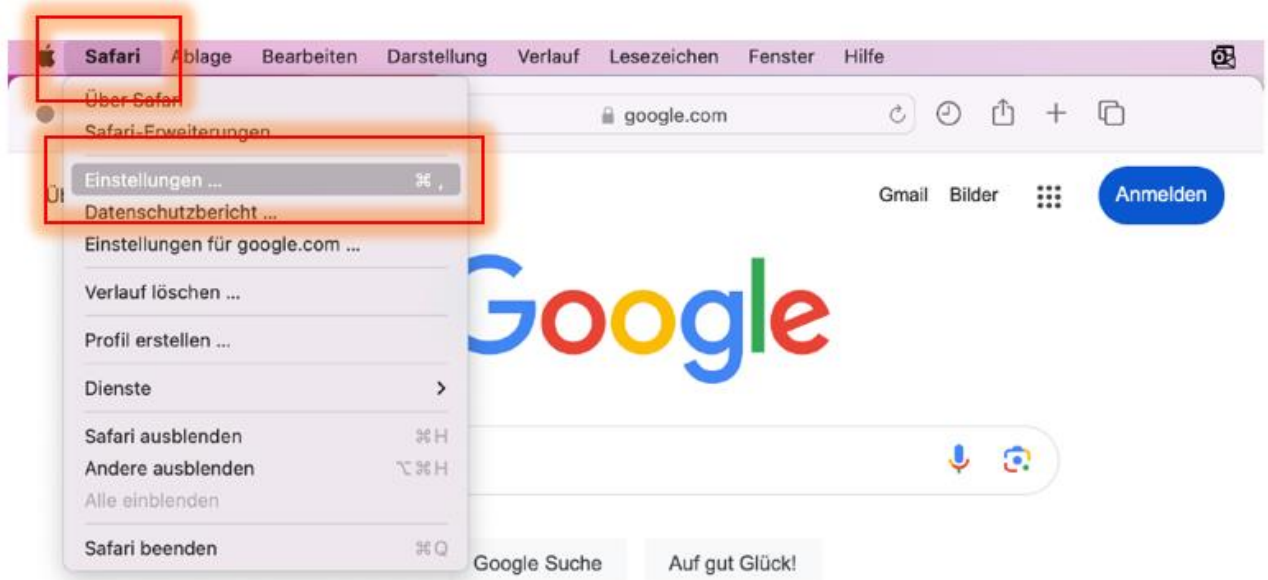 Safari Ablage Bearbeiten Darstellung Verlauf Lesezeichen Fenster Hilfe
Über Safari
google.com
Safari-Erweiterungen
Einstellungen ... ⌘ ,
Gmail Bilder Anmelden
Datenschutzbericht ...
Einstellungen für google.com ...
Verlauf löschen ...
Google
Profil erstellen ...
Dienste
Safari ausblenden ⌘H
Andere ausblenden ⌥⌘H
Alle einblenden
Safari beenden ⌘Q
Google Suche Auf gut Glück!